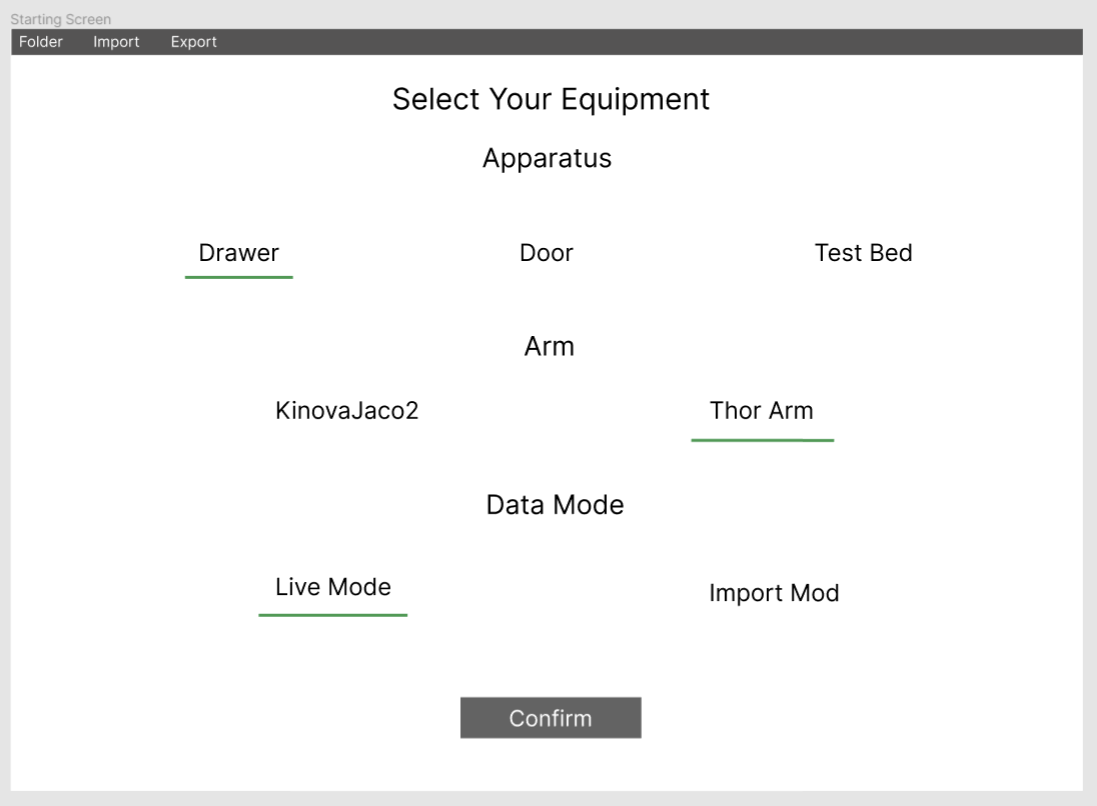 Starting Screen
Folder Import Export
Select Your Equipment
Apparatus
Drawer Door Test Bed
Arm
KinovaJaco2 Thor Arm
Data Mode
Live Mode Import Mod
Confirm